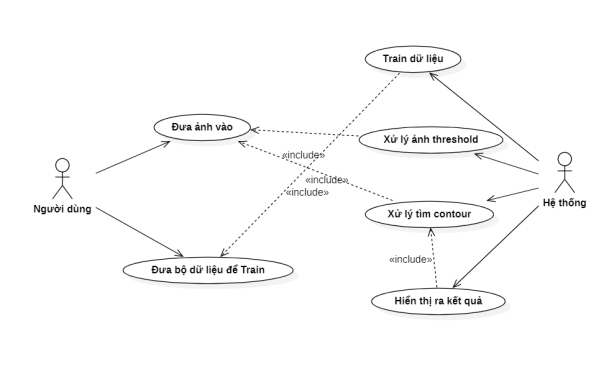 Train dữ liệu
Đưa ảnh vào
Xử lý ảnh threshold
«include»
«include»
«include»
Người dùng
Hệ thống
Xử lý tìm contour
«include»
Đưa bộ dữ liệu để Train
Hiển thị ra kết quả